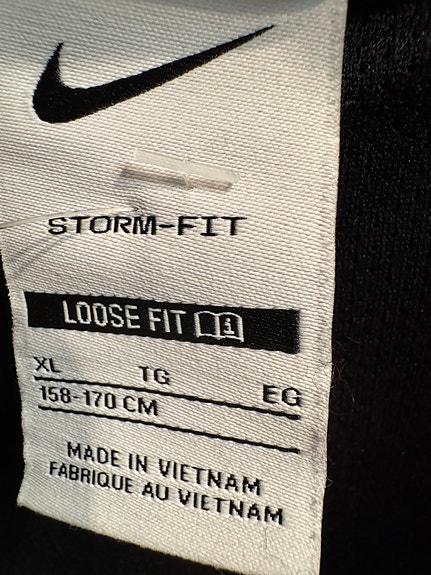 STORM-FIT
LOOSE FIT
XL TG EG
158-170 CM
MADE IN VIETNAM
FABRIQUE AU VIETNAM